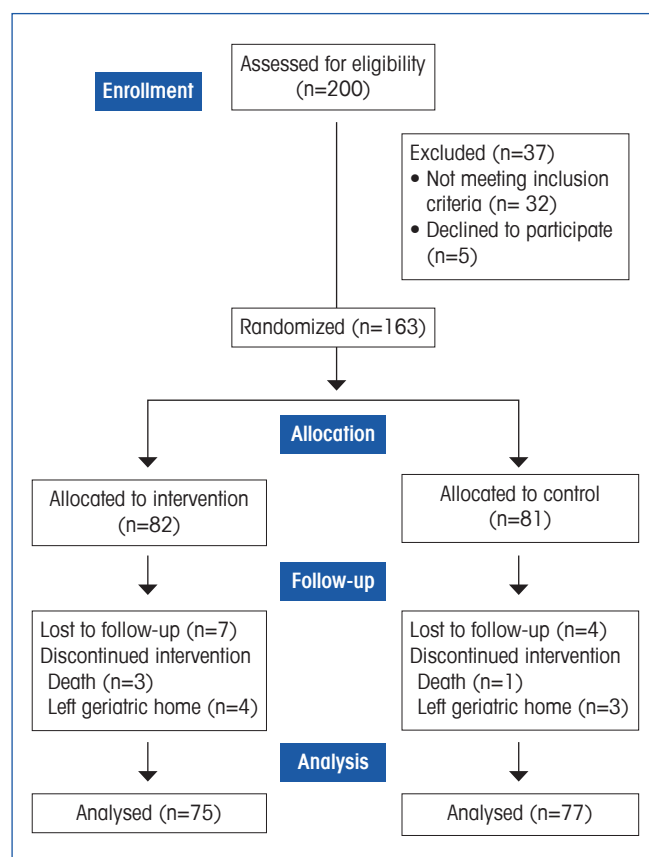 Assessed for eligibility
(n=200)
Enrollment
Excluded (n=37)
• Not meeting inclusion
criteria (n= 32)
• Declined to participate
(n=5)
Randomized (n=163)
Allocation
Allocated to intervention
(n=82)
Allocated to control
(n=81)
Follow-up
Lost to follow-up (n=7)
Discontinued intervention
Death (n=3)
Left geriatric home (n=4)
Lost to follow-up (n=4)
Discontinued intervention
Death (n=1)
Left geriatric home (n=3)
Analysis
Analysed (n=75)
Analysed (n=77)